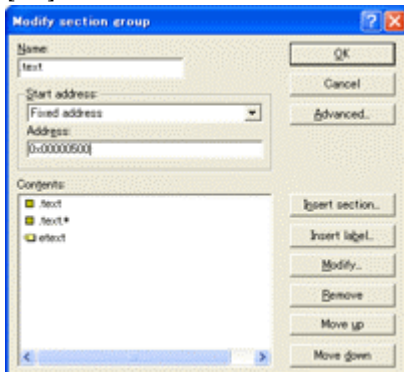 Modify section group
Name:
text
OK
Cancel
Advanced..
Start address:
Fixed address
Address:
0x00000500
Contents:
.text
.text.*
etext
Insert section..
Insert label..
Modify..
Remove
Move up
Move down